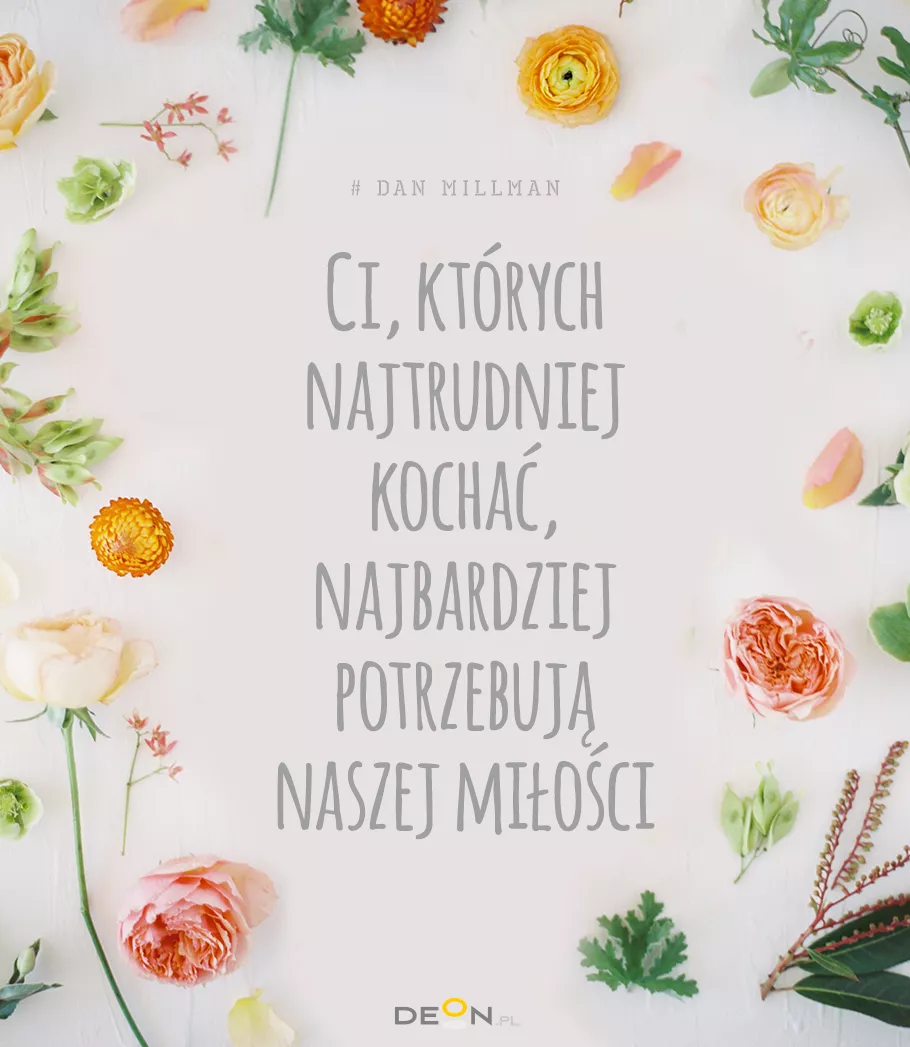 # DAN MILLMAN
CI, KTÓRYCH
NAJTRUDNIEJ
KOCHAĆ,
NAJBARDZIEJ
POTRZEBUJĄ
NASZEJ MIŁOŚCI
DEON.PL